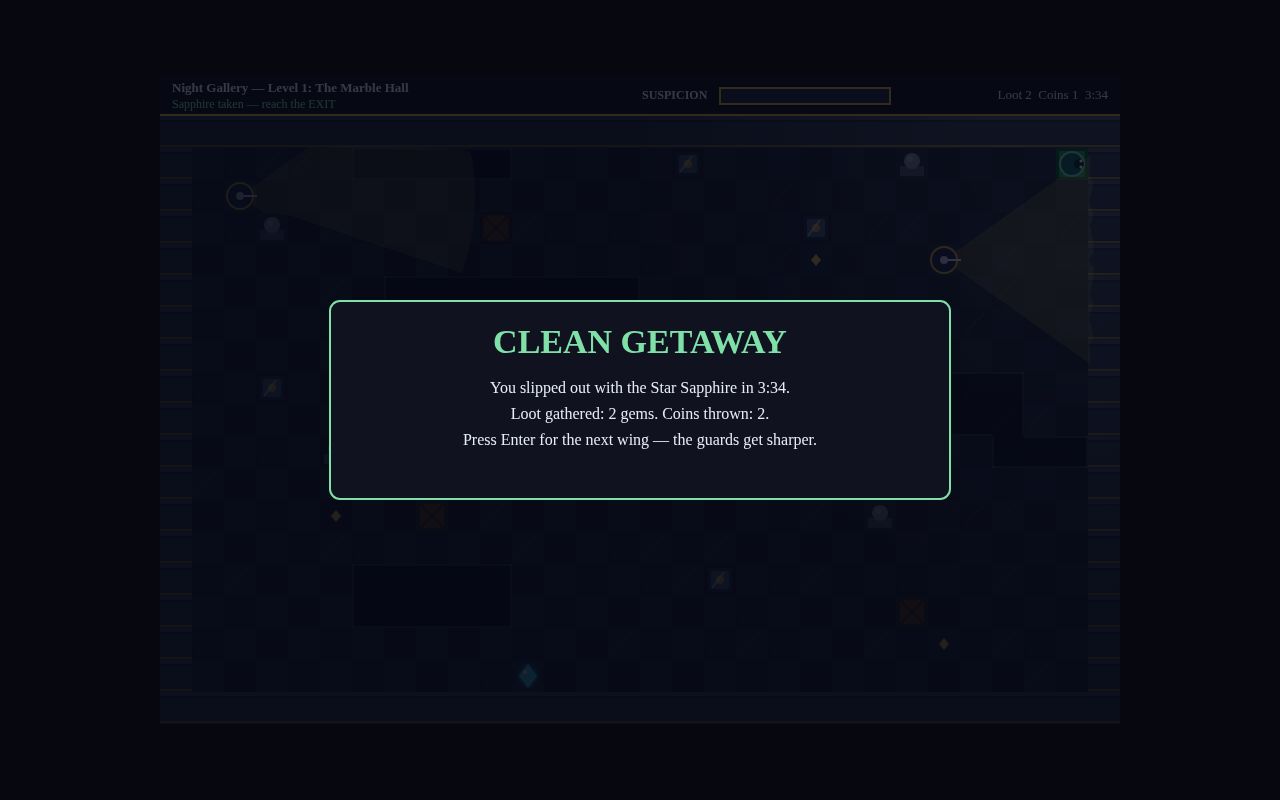 Night Gallery — Level 1: The Marble Hall
Sapphire taken — reach the EXIT
SUSPICION
Loot 2 Coins 1 3:34
CLEAN GETAWAY
You slipped out with the Star Sapphire in 3:34.
Loot gathered: 2 gems. Coins thrown: 2.
Press Enter for the next wing — the guards get sharper.